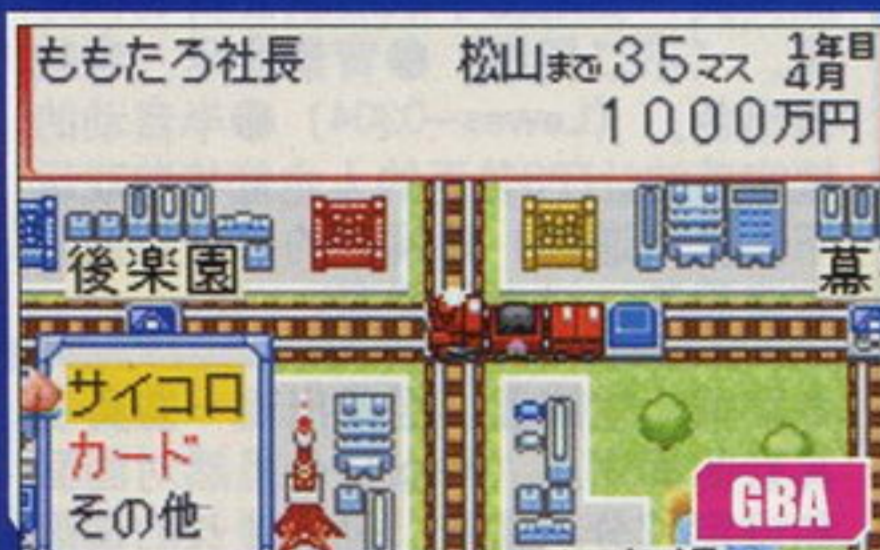 ももたろ社長 松山まで35マス 1年目
4月
1000万円
後楽園
幕
サイコロ
カード
その他
GBA